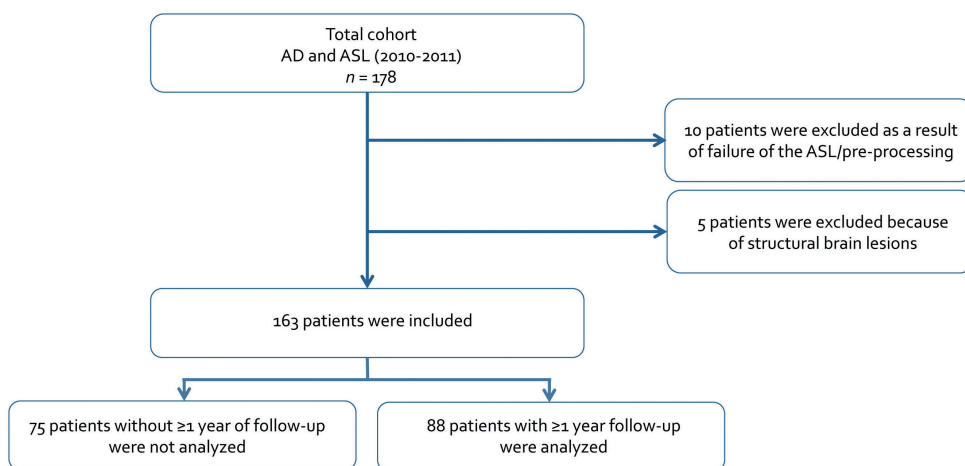 Total cohort
AD and ASL (2010-2011)
n = 178
10 patients were excluded as a result
of failure of the ASL/pre-processing
5 patients were excluded because
of structural brain lesions
163 patients were included
75 patients without ≥1 year of follow-up
were not analyzed
88 patients with ≥1 year follow-up
were analyzed